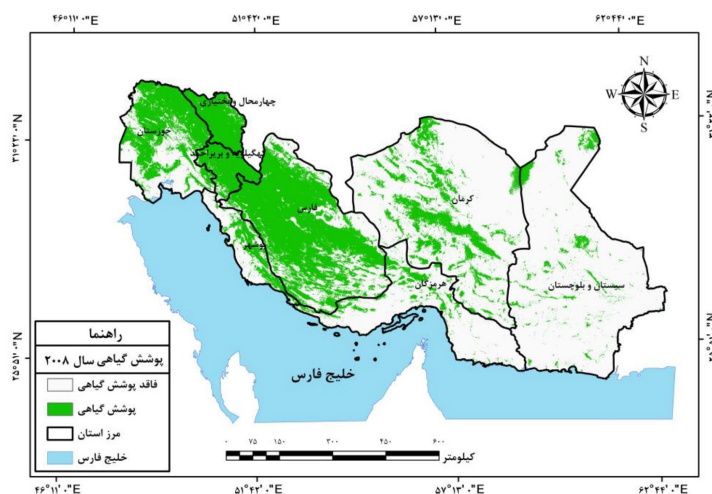 ۴۶°۱۱'۰"E ۵۱°۴۲'۰"E ۵۷°۱۳'۰"E ۶۲°۴۴'۰"E
N
W E
S
چهارمحال و بختیاری
خوزستان
کهگیلویه و بویراحمد
فارس
کرمان
بوشهر
هرمزگان
سیستان و بلوچستان
خلیج فارس
راهنما
پوشش گیاهی سال ۲۰۰۸
فاقد پوشش گیاهی
پوشش گیاهی
مرز استان
خلیج فارس
۰ ۷۵ ۱۵۰ ۳۰۰ ۴۵۰ ۶۰۰
کیلومتر
۴۶°۱۱'۰"E ۵۱°۴۲'۰"E ۵۷°۱۳'۰"E ۶۲°۴۴'۰"E